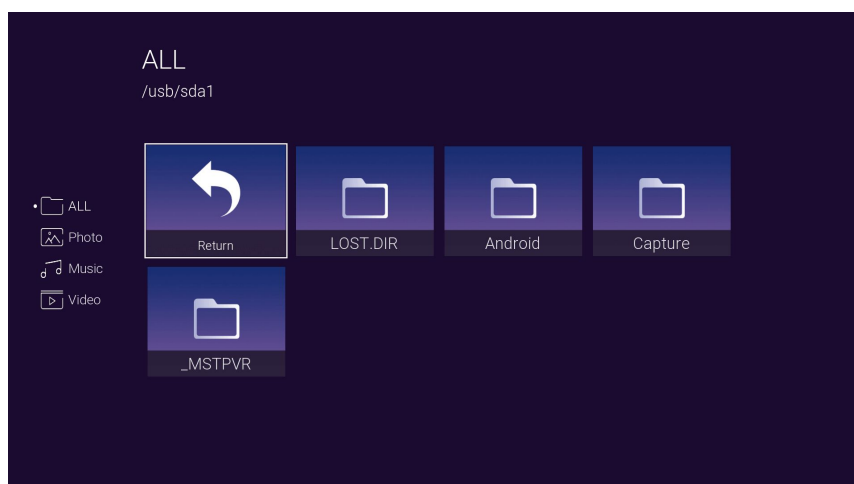 ALL
/usb/sda1
ALL
Photo
Music
Video
Return
LOST.DIR
Android
Capture
_MSTPVR